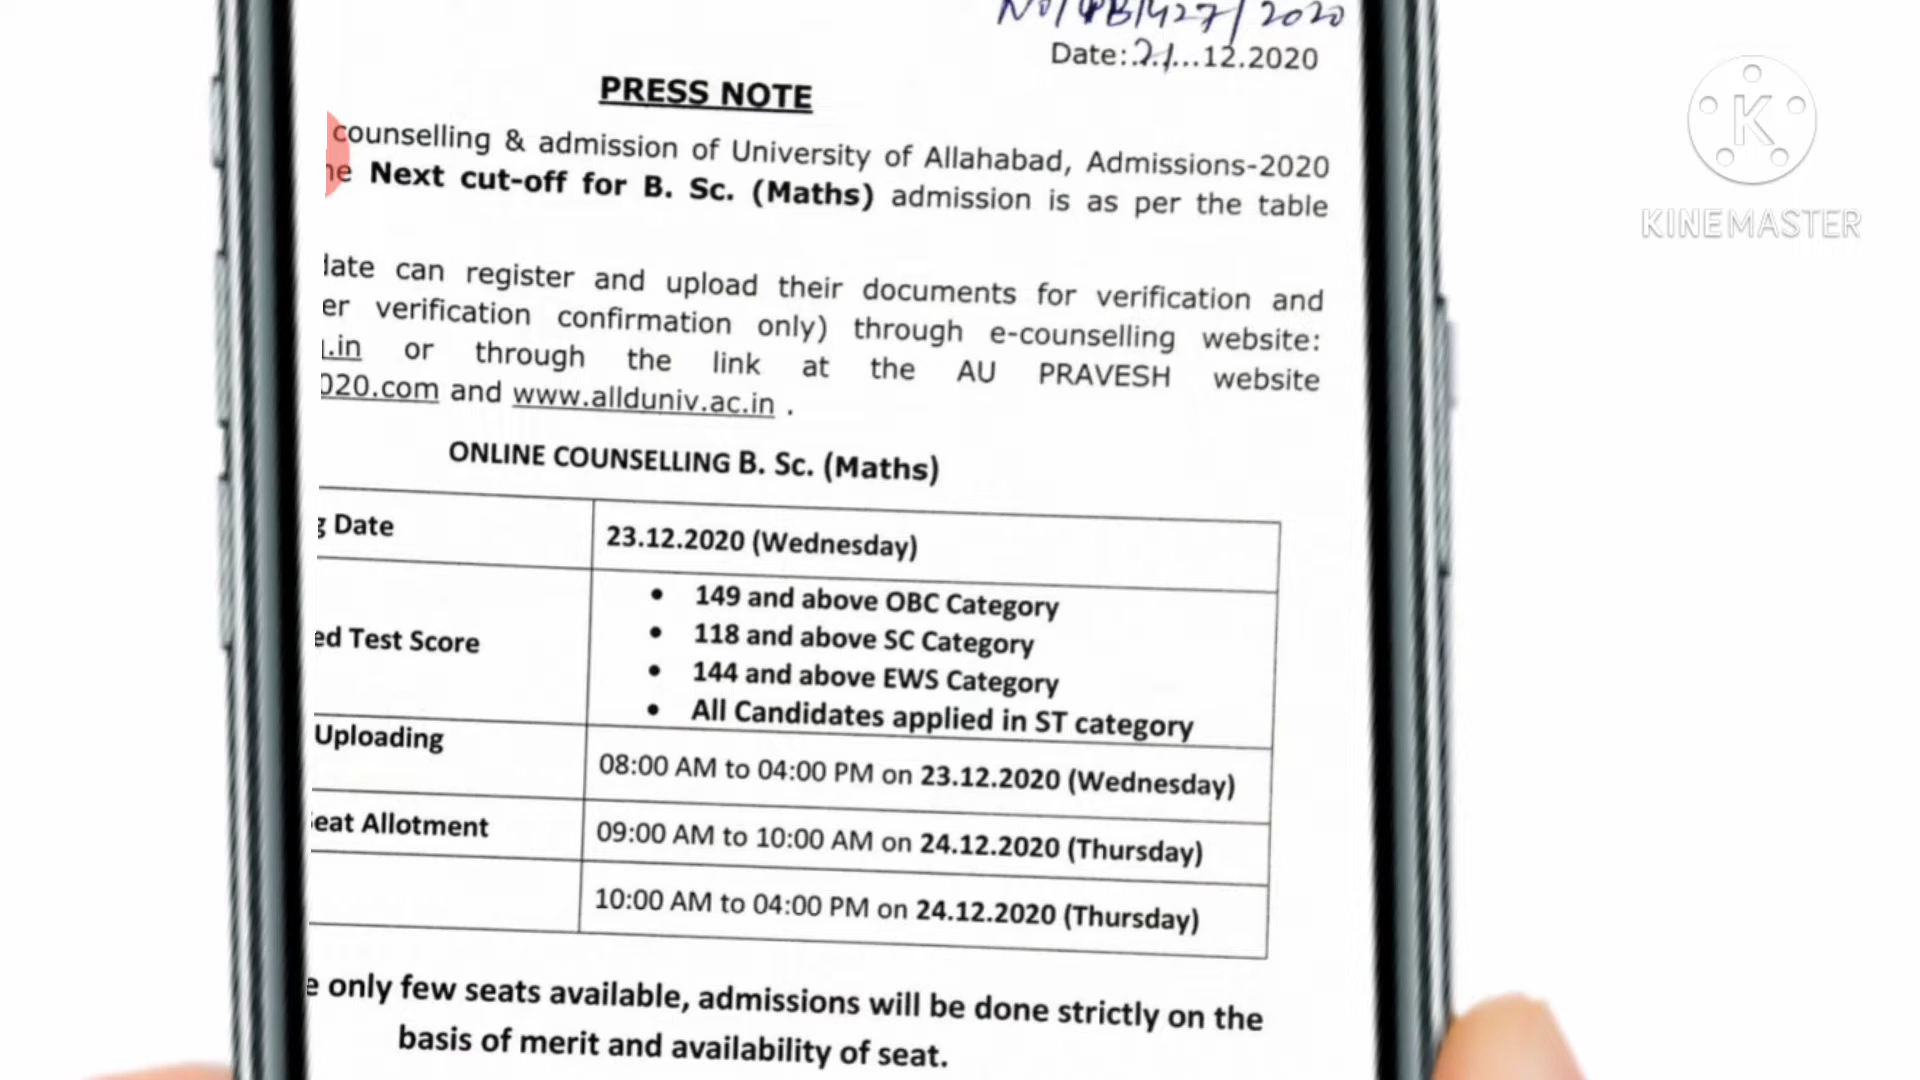 No/
/2020
Date:21...12.2020
PRESS NOTE
counselling & admission of University of Allahabad, Admissions-2020
Next cut-off for B. Sc. (Maths) admission is as per the table
can register and upload their documents for verification and
verification confirmation only) through e-counselling website:
.in or through the link at the AU PRAVESH website
020.com and www.allduniv.ac.in .
ONLINE COUNSELLING B. Sc. (Maths)
Date
23.12.2020 (Wednesday)
• 149 and above OBC Category
• 118 and above SC Category
Test Score
• 144 and above EWS Category
• All Candidates applied in ST category
Uploading
08:00 AM to 04:00 PM on 23.12.2020 (Wednesday)
eat Allotment
09:00 AM to 10:00 AM on 24.12.2020 (Thursday)
10:00 AM to 04:00 PM on 24.12.2020 (Thursday)
only few seats available, admissions will be done strictly on the
basis of merit and availability of seat.
K
KINEMASTER